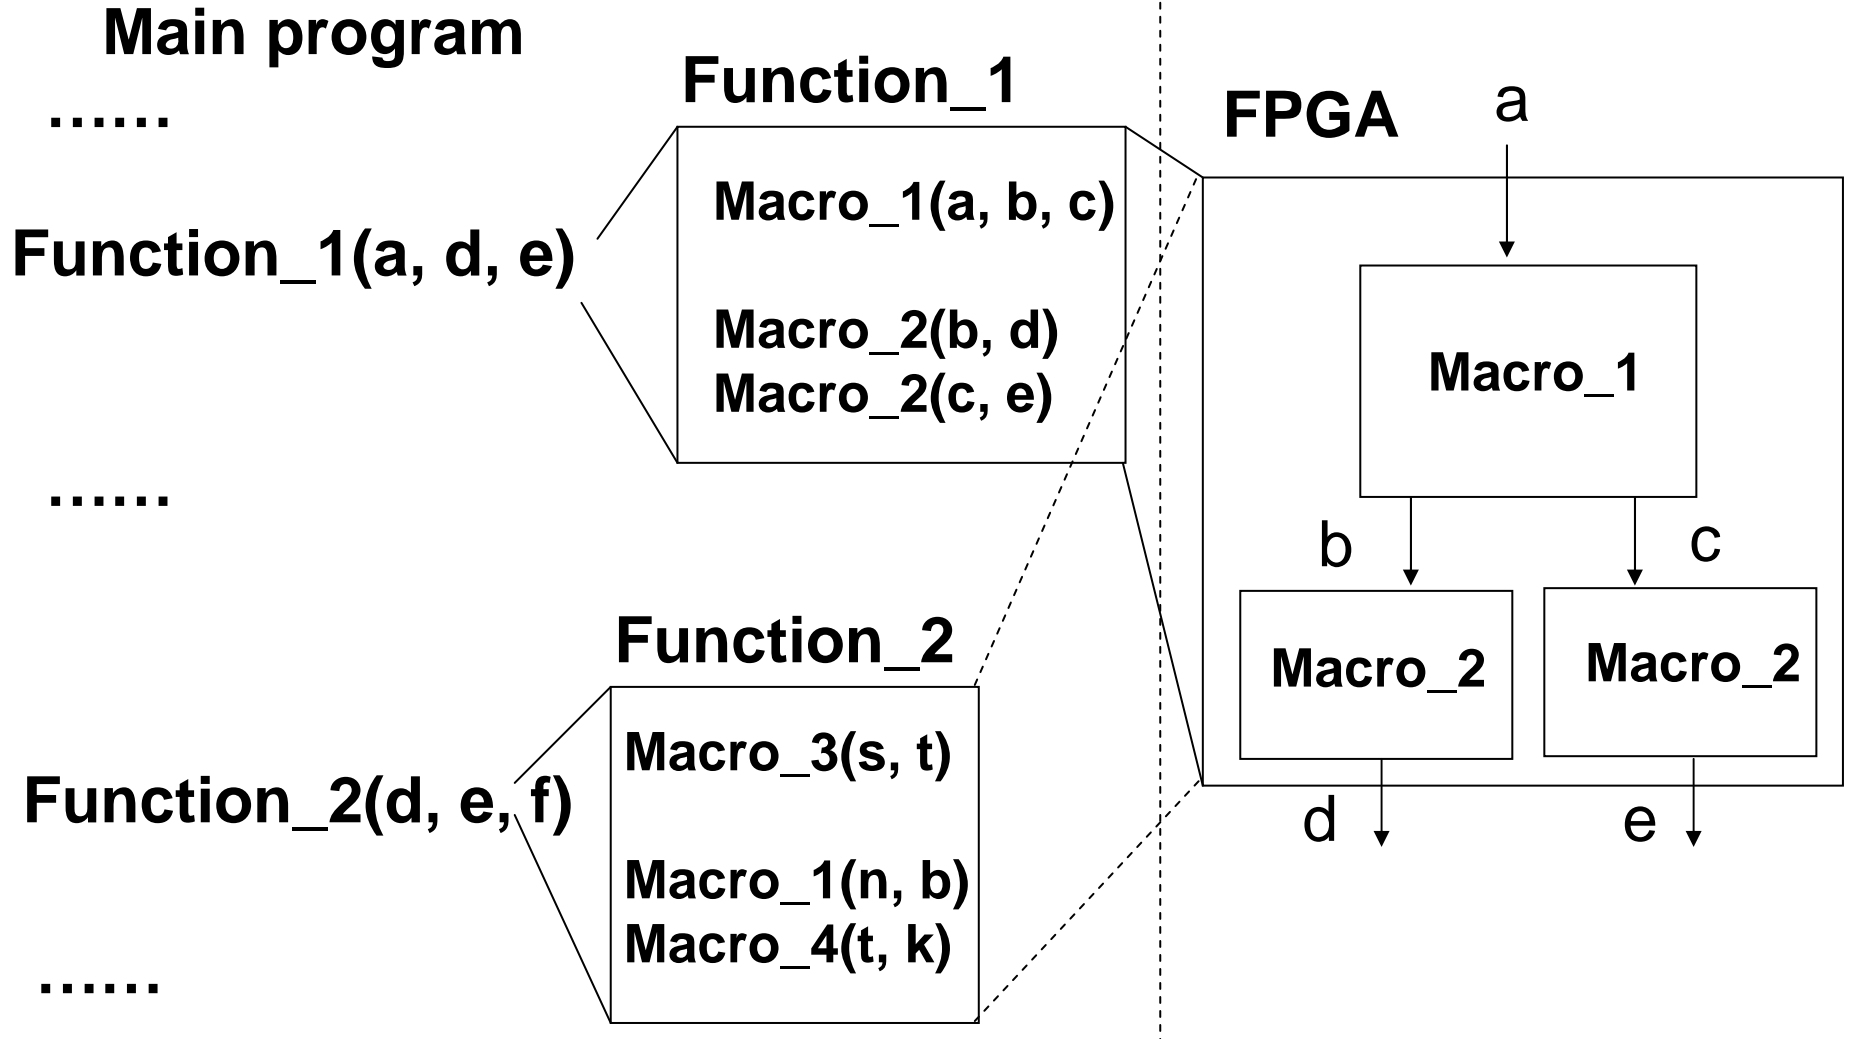 Main program
......
Function_1(a, d, e)
......
Function_2(d, e, f)
......
Function_1
Macro_1(a, b, c)
Macro_2(b, d)
Macro_2(c, e)
Function_2
Macro_3(s, t)
Macro_1(n, b)
Macro_4(t, k)
FPGA
a
Macro_1
b
c
Macro_2
Macro_2
d
e